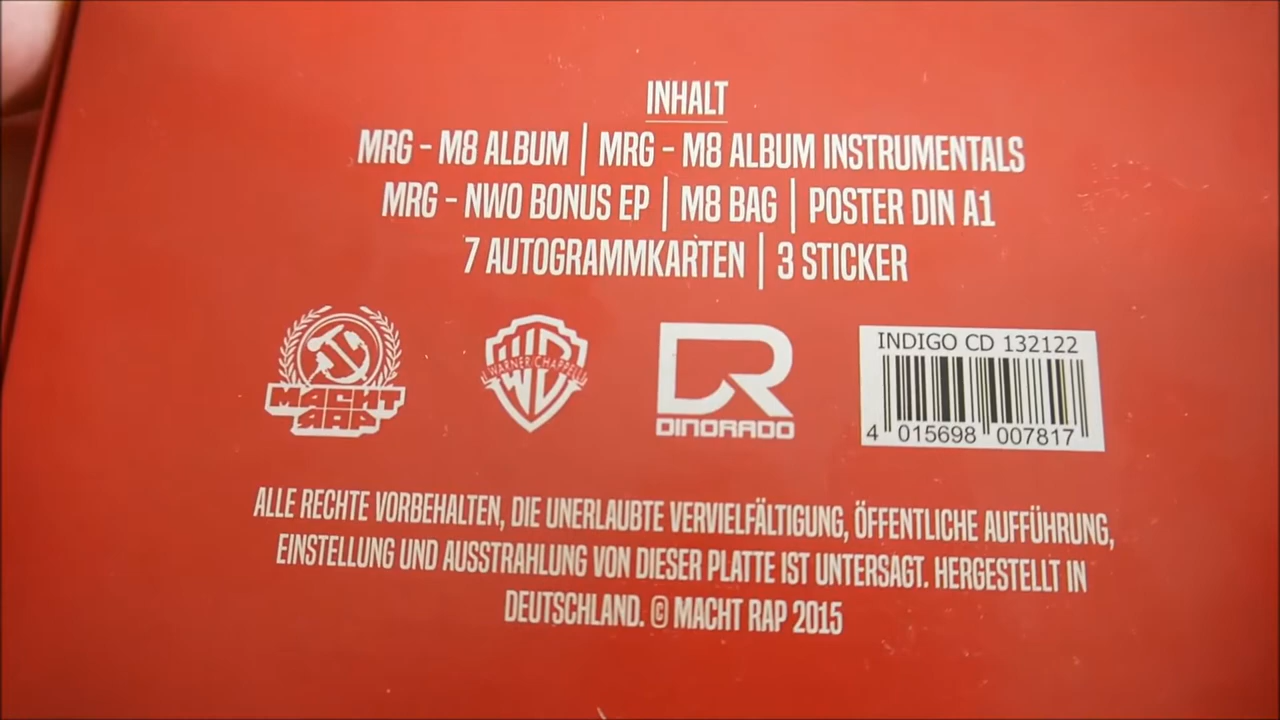 INHALT
MRG - M8 ALBUM | MRG - M8 ALBUM INSTRUMENTALS
MRG - NWO BONUS EP | M8 BAG | POSTER DIN A1
7 AUTOGRAMMKARTEN | 3 STICKER
MACHT
RAP
WB
WARNER CHAPPELL
DR
DINORADO
INDIGO CD 132122
4 015698 007817
ALLE RECHTE VORBEHALTEN, DIE UNERLAUBTE VERVIELFÄLTIGUNG, ÖFFENTLICHE AUFFÜHRUNG,
EINSTELLUNG UND AUSSTRAHLUNG VON DIESER PLATTE IST UNTERSAGT. HERGESTELLT IN
DEUTSCHLAND. © MACHT RAP 2015